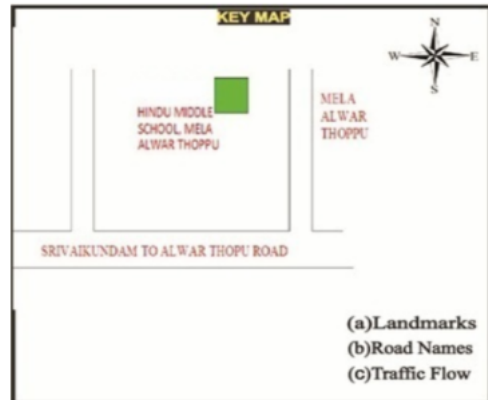 KEY MAP
N
W E
S
HINDU MIDDLE
SCHOOL, MELA
ALWAR THOPPU
MELA
ALWAR
THOPPU
SRIVAIKUNDAM TO ALWAR THOPU ROAD
(a)Landmarks
(b)Road Names
(c)Traffic Flow